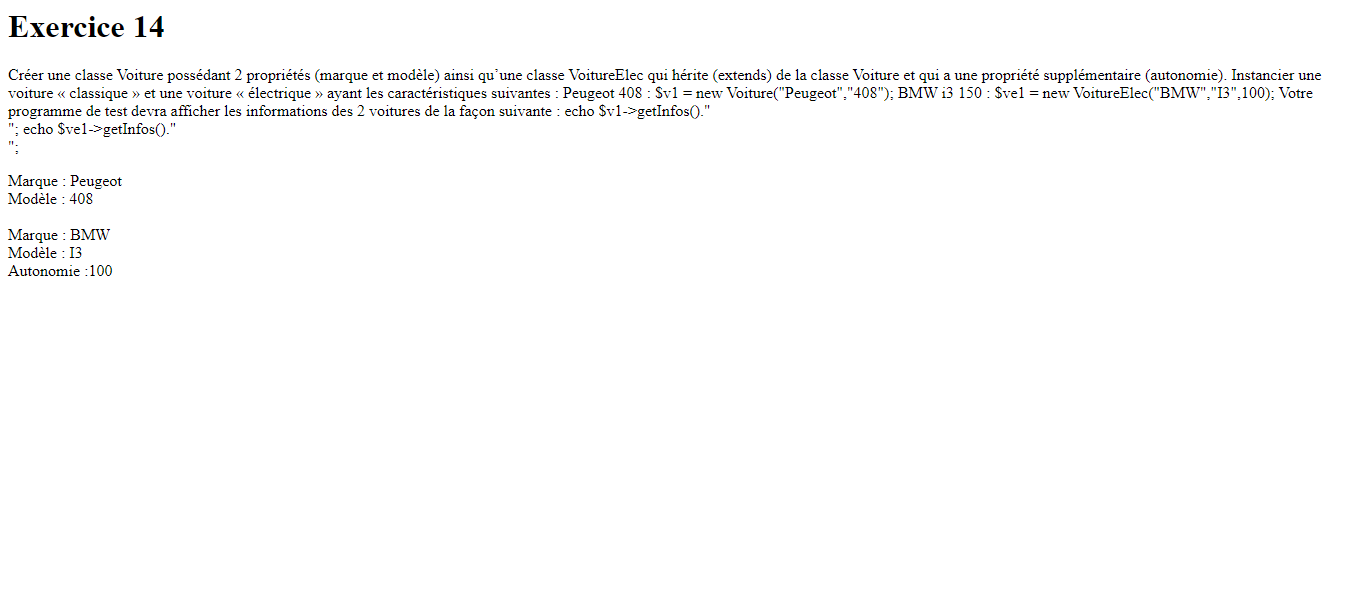 Exercice 14
Créer une classe Voiture possédant 2 propriétés (marque et modèle) ainsi qu’une classe VoitureElec qui hérite (extends) de la classe Voiture et qui a une propriété supplémentaire (autonomie). Instancier une
voiture « classique » et une voiture « électrique » ayant les caractéristiques suivantes : Peugeot 408 : $v1 = new Voiture("Peugeot","408"); BMW i3 150 : $ve1 = new VoitureElec("BMW","I3",100); Votre
programme de test devra afficher les informations des 2 voitures de la façon suivante : echo $v1->getInfos()."
"; echo $ve1->getInfos()."
";
Marque : Peugeot
Modèle : 408
Marque : BMW
Modèle : I3
Autonomie :100